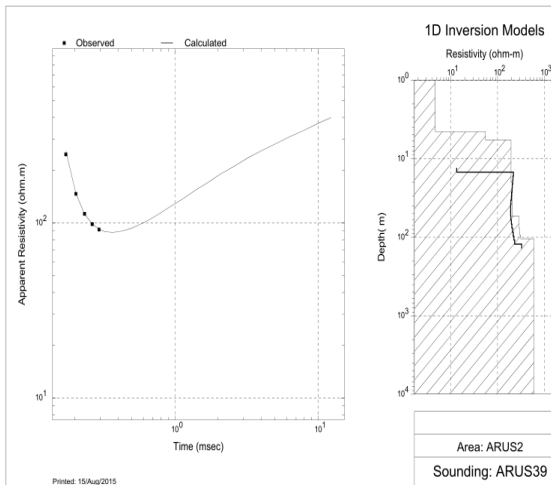 1D Inversion Models
Observed
Calculated
Resistivity (ohm-m)
10^1
10^2
10^3
10^0
10^1
10^2
10^3
10^4
Depth( m)
Apparent Resistivity (ohm.m)
10^2
10^1
10^0
10^1
Time (msec)
Area: ARUS2
Sounding: ARUS39
Printed: 15/Aug/2015